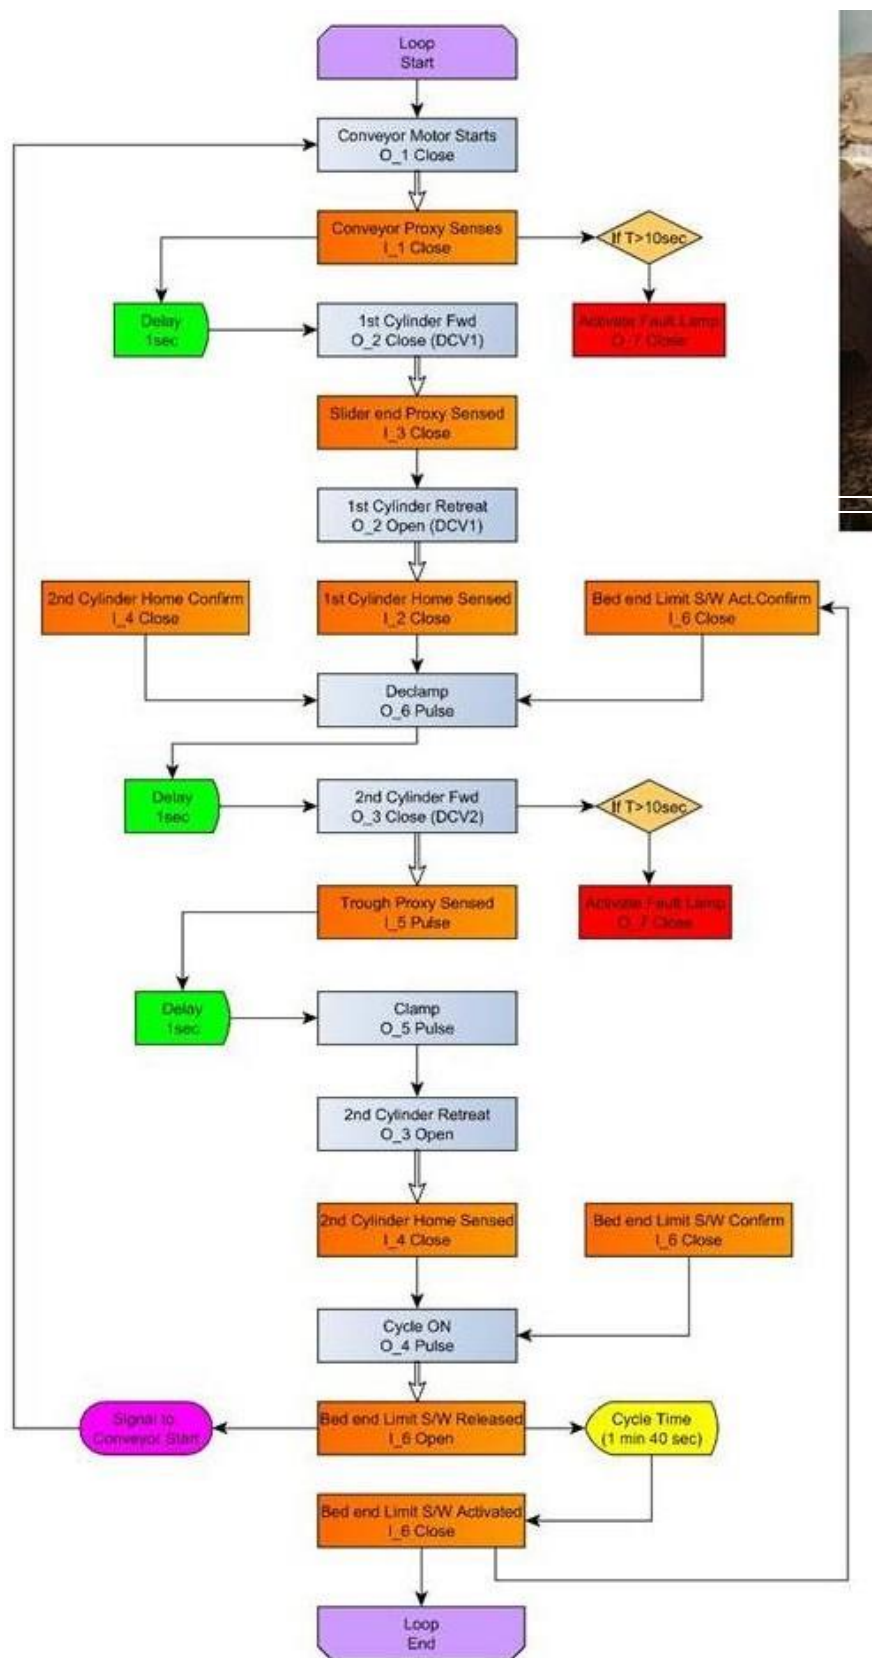 Loop
Start
Conveyor Motor Starts
O_1 Close
Conveyor Proxy Senses
I_1 Close
If T>10sec
Delay
1sec
1st Cylinder Fwd
O_2 Close (DCV1)
Activate Fault Lamp
O_7 Close
Slider end Proxy Sensed
I_3 Close
1st Cylinder Retreat
O_2 Open (DCV1)
2nd Cylinder Home Confirm
I_4 Close
1st Cylinder Home Sensed
I_2 Close
Bed end Limit S/W Act.Confirm
I_6 Close
Declamp
O_6 Pulse
Delay
1sec
2nd Cylinder Fwd
O_3 Close (DCV2)
If T>10sec
Trough Proxy Sensed
I_5 Pulse
Activate Fault Lamp
O_7 Close
Delay
1sec
Clamp
O_5 Pulse
2nd Cylinder Retreat
O_3 Open
2nd Cylinder Home Sensed
I_4 Close
Bed end Limit S/W Confirm
I_6 Close
Cycle ON
O_4 Pulse
Signal to
Conveyor Start
Bed end Limit S/W Released
I_6 Open
Cycle Time
(1 min 40 sec)
Bed end Limit S/W Activated
I_6 Close
Loop
End